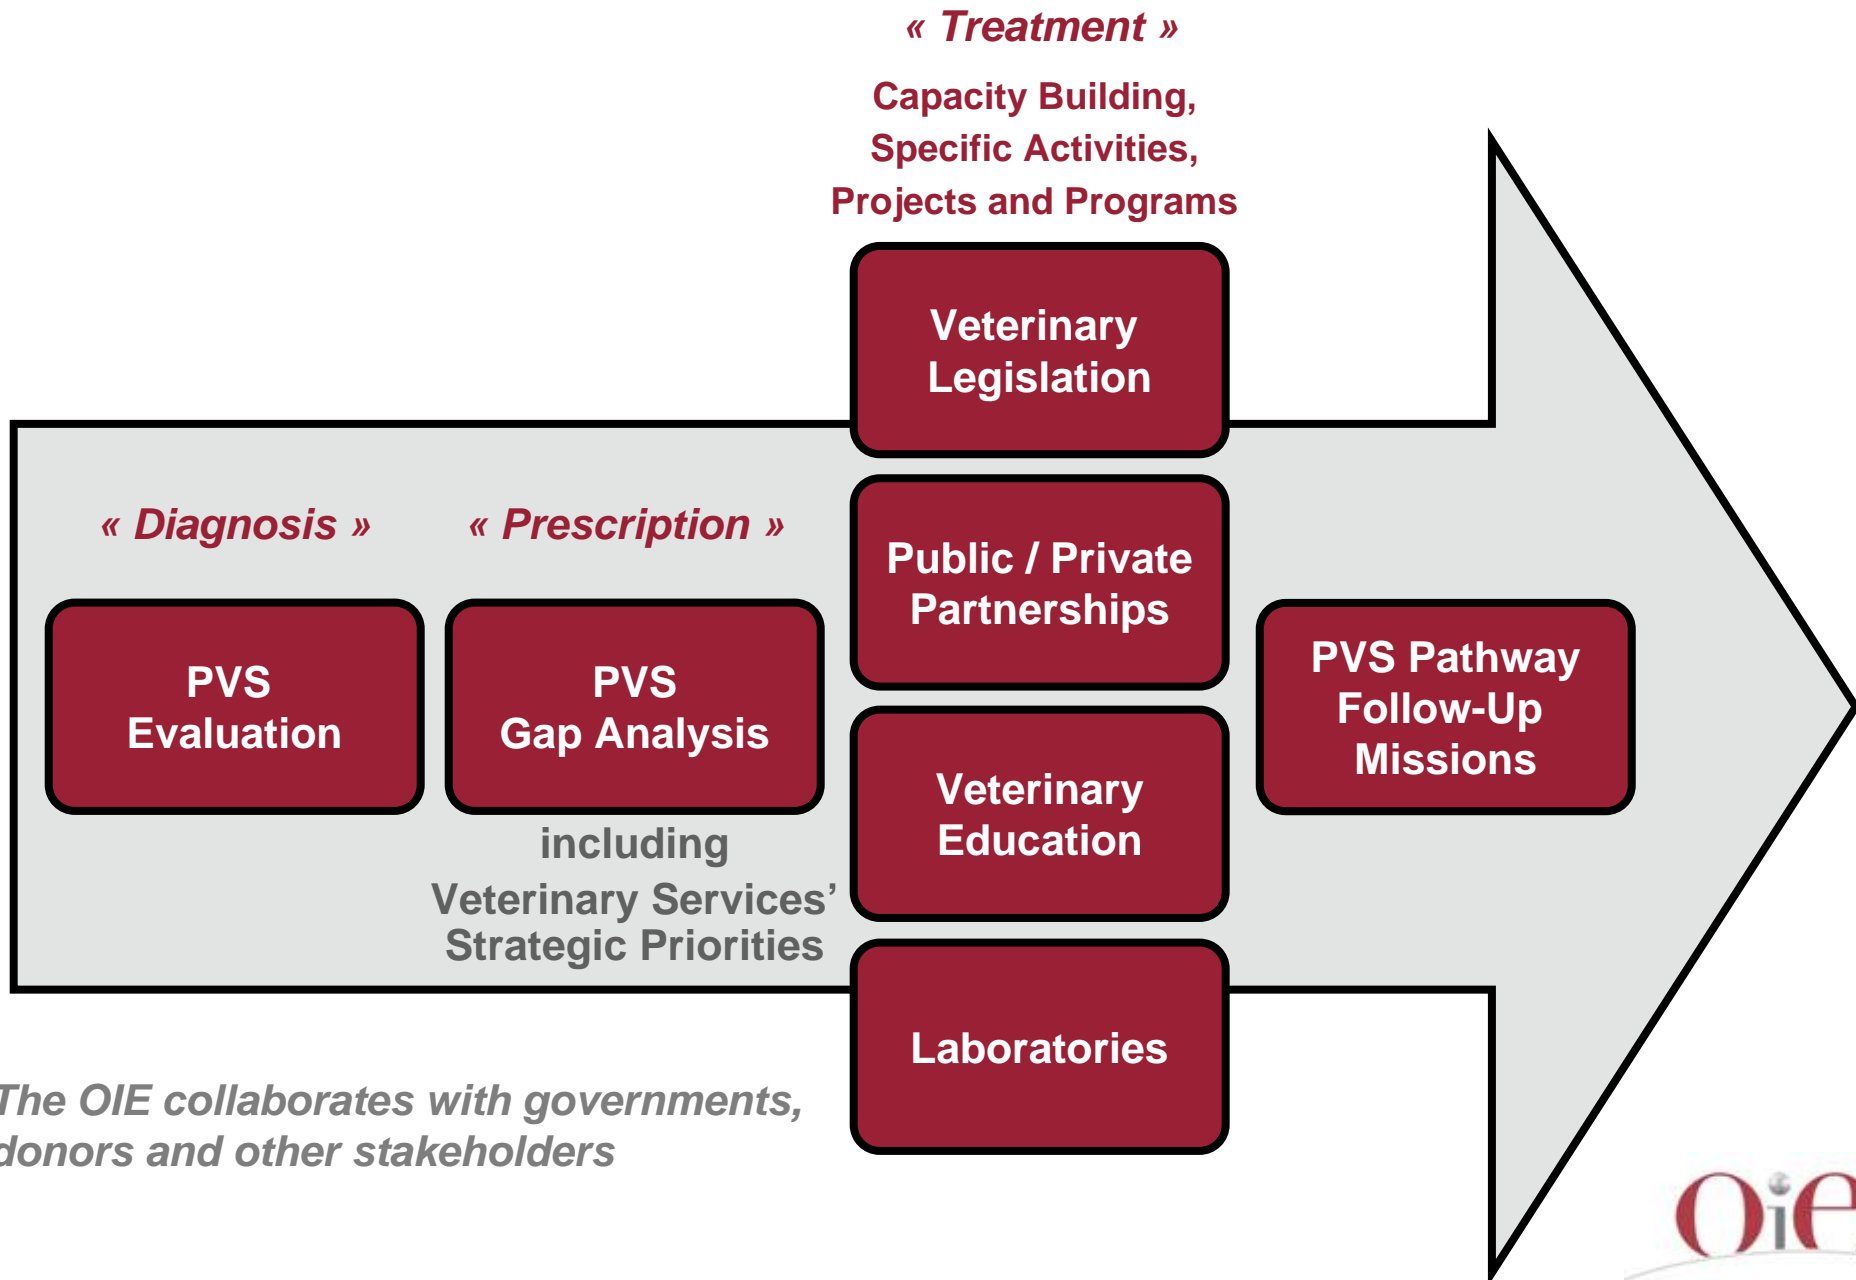 « Treatment »
Capacity Building,
Specific Activities,
Projects and Programs
Veterinary
Legislation
« Diagnosis »
« Prescription »
Public / Private
Partnerships
PVS
Evaluation
PVS
Gap Analysis
including
Veterinary Services’
Strategic Priorities
Veterinary
Education
PVS Pathway
Follow-Up
Missions
Laboratories
The OIE collaborates with governments,
donors and other stakeholders
OiE